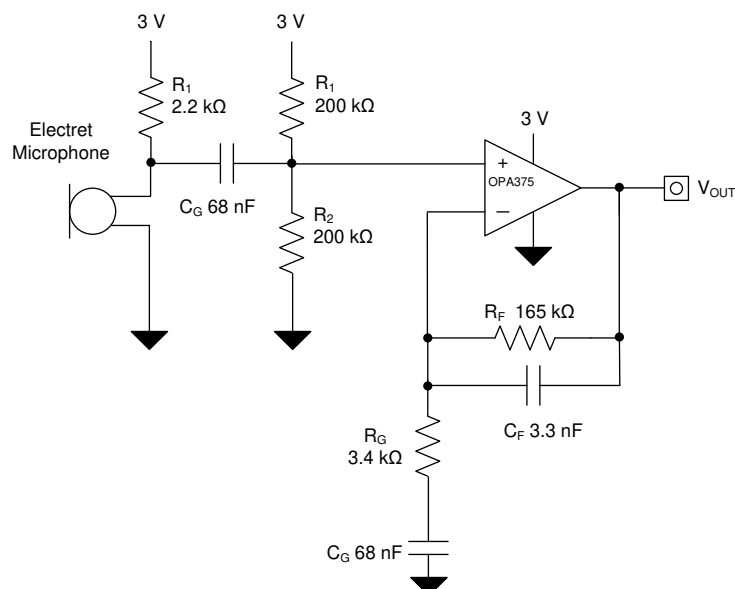 3 V
3 V
R1
2.2 kΩ
R1
200 kΩ
Electret
Microphone
3 V
+
OPA375
−
VOUT
CG 68 nF
R2
200 kΩ
RF 165 kΩ
CF 3.3 nF
RG
3.4 kΩ
CG 68 nF